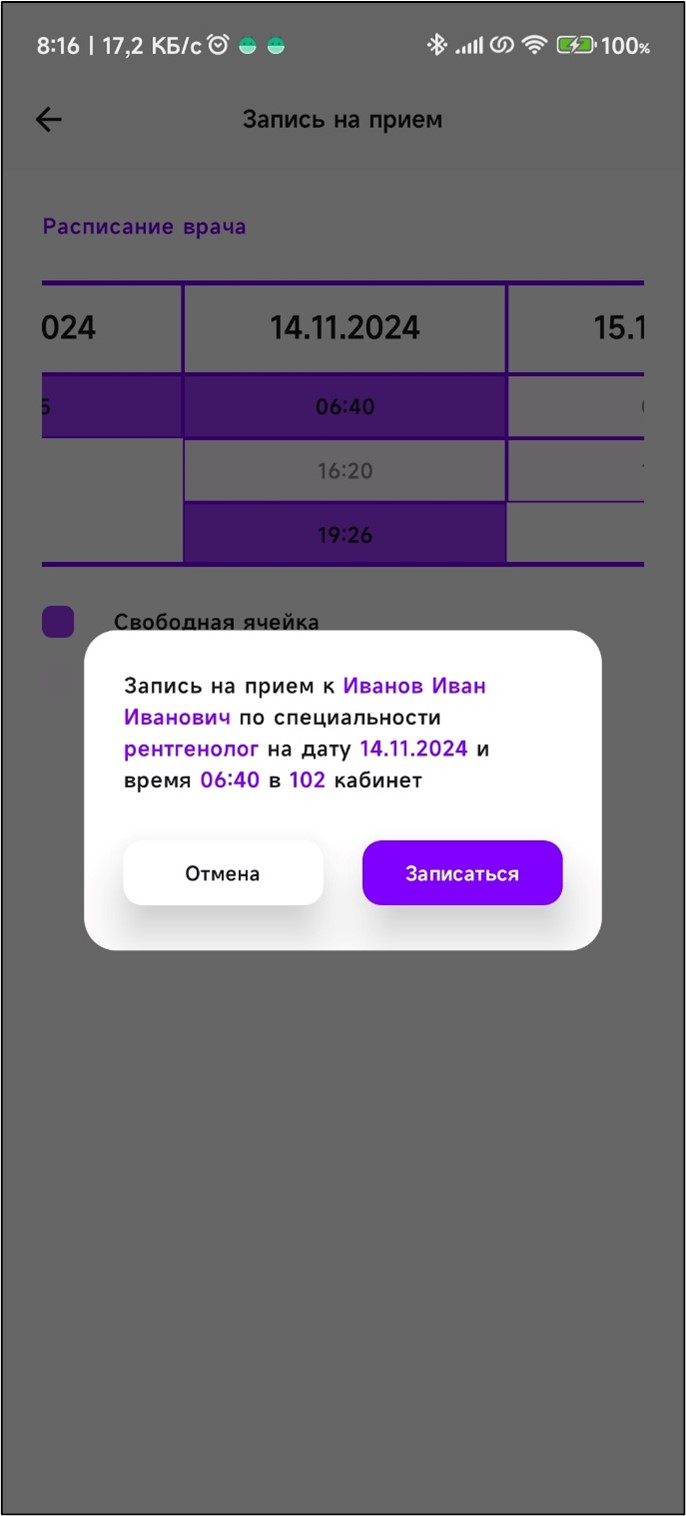 8:16 | 17,2 КБ/с
100%
Запись на прием
Расписание врача
024 14.11.2024 15.1
5 06:40
16:20
19:26
Свободная ячейка
Запись на прием к Иванов Иван
Иванович по специальности
рентгенолог на дату 14.11.2024 и
время 06:40 в 102 кабинет
Отмена Записаться